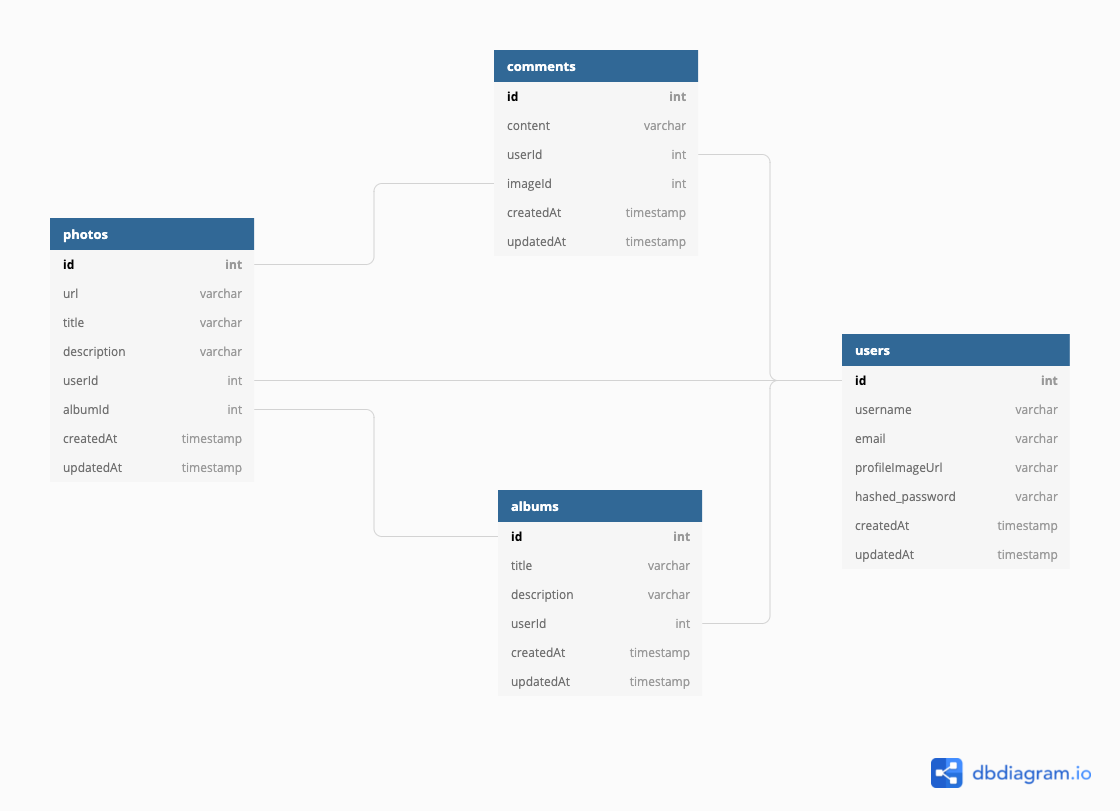 comments
id int
content varchar
userId int
imageId int
createdAt timestamp
updatedAt timestamp
photos
id int
url varchar
title varchar
description varchar
userId int
albumId int
createdAt timestamp
updatedAt timestamp
users
id int
username varchar
email varchar
profileImageUrl varchar
hashed_password varchar
createdAt timestamp
updatedAt timestamp
albums
id int
title varchar
description varchar
userId int
createdAt timestamp
updatedAt timestamp
dbdiagram.io